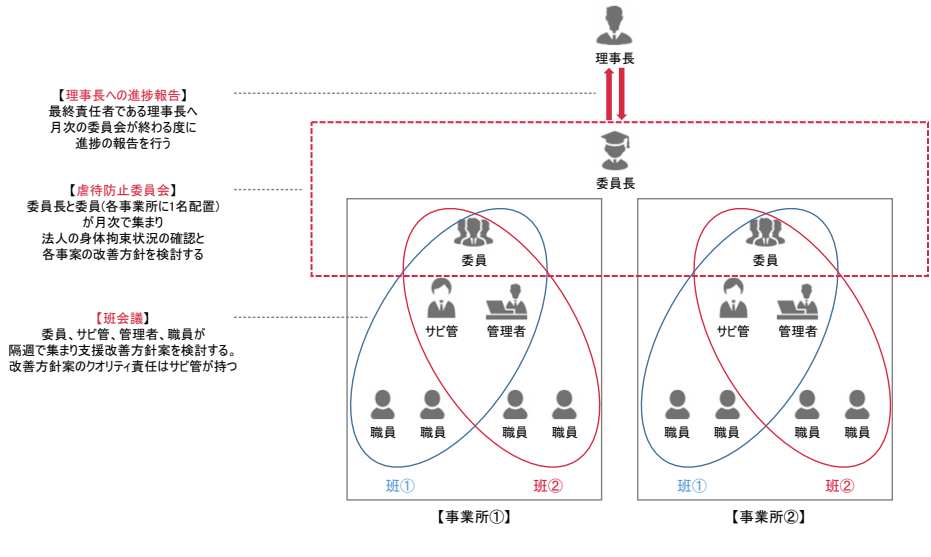 理事長
【理事長への進捗報告】
最終責任者である理事長へ
月次の委員会が終わる度に
進捗の報告を行う
委員長
【虐待防止委員会】
委員長と委員(各事業所に1名配置)
が月次で集まり
法人の身体拘束状況の確認と
各事案の改善方針を検討する
委員
委員
【班会議】
委員、サビ管、管理者、職員が
隔週で集まり支援改善方針案を検討する。
改善方針案のクオリティ責任はサビ管が持つ
サビ管 管理者
サビ管 管理者
職員 職員 職員 職員
職員 職員 職員 職員
班① 班②
班① 班②
【事業所①】
【事業所②】